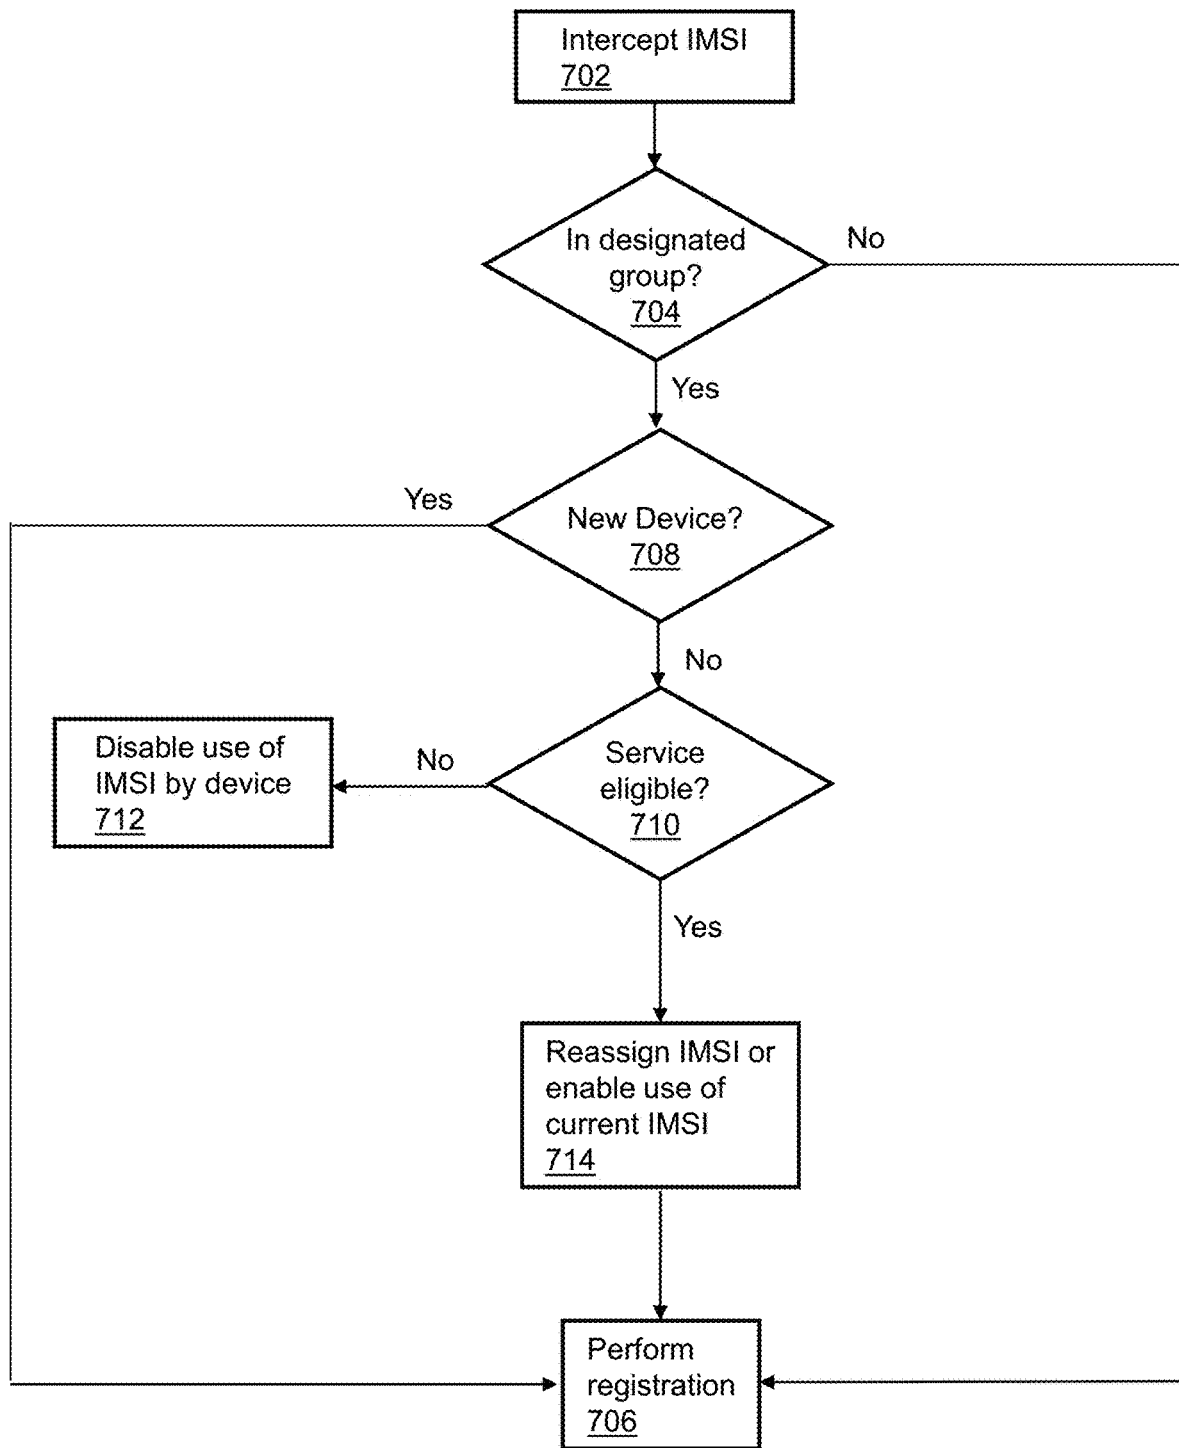 Intercept IMSI
702
In designated
group?
704
No
Yes
Yes
New Device?
708
No
Disable use of
IMSI by device
712
No
Service
eligible?
710
Yes
Reassign IMSI or
enable use of
current IMSI
714
Perform
registration
706